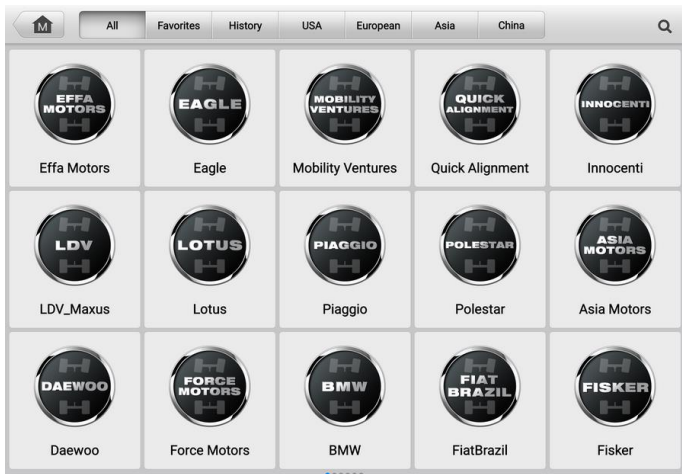 M All Favorites History USA European Asia China
EFFA MOTORS EAGLE MOBILITY VENTURES QUICK ALIGNMENT INNOCENTI
Effa Motors Eagle Mobility Ventures Quick Alignment Innocenti
LDV LOTUS PIAGGIO POLESTAR ASIA MOTORS
LDV_Maxus Lotus Piaggio Polestar Asia Motors
DAEWOO FORCE MOTORS BMW FIAT BRAZIL FISKER
Daewoo Force Motors BMW FiatBrazil Fisker